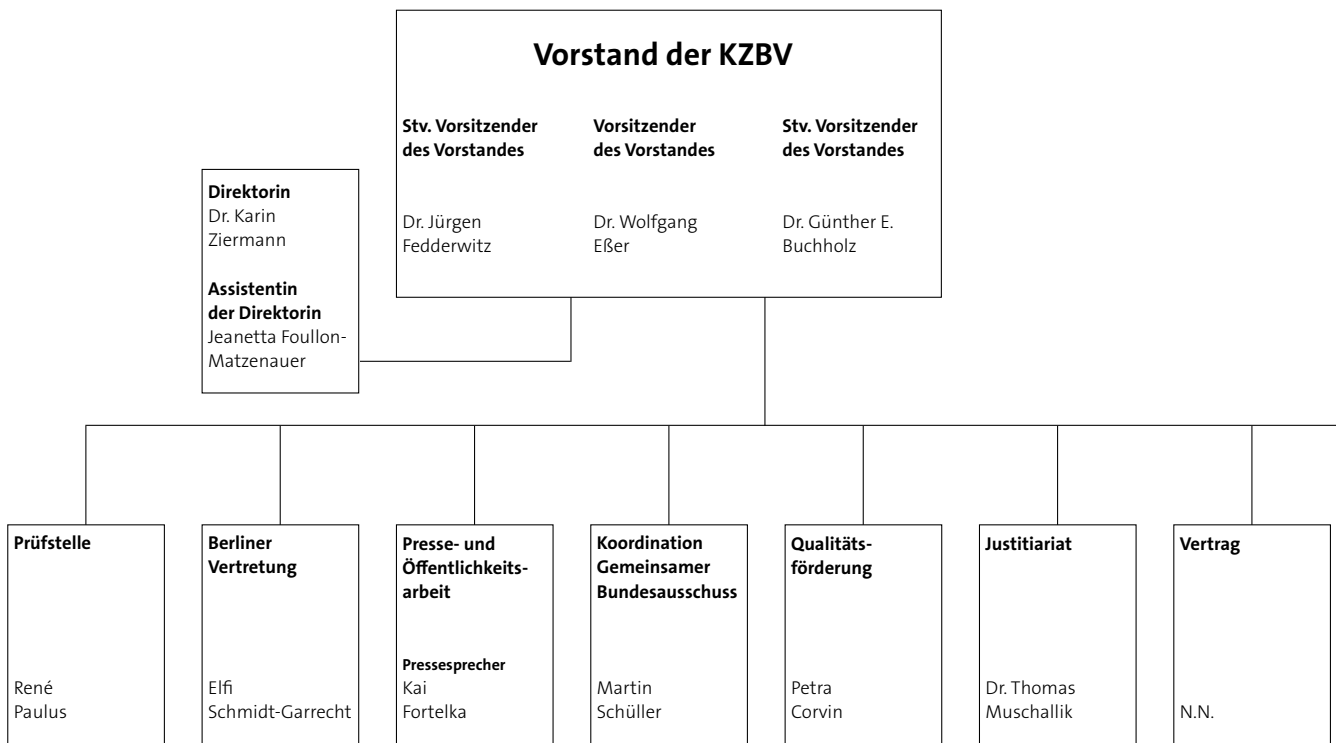 Vorstand der KZBV
Stv. Vorsitzender
des Vorstandes
Dr. Jürgen
Fedderwitz
Vorsitzender
des Vorstandes
Dr. Wolfgang
Eßer
Stv. Vorsitzender
des Vorstandes
Dr. Günther E.
Buchholz
Direktorin
Dr. Karin
Ziermann
Assistentin
der Direktorin
Jeanetta Foullon-
Matzenauer
Prüfstelle
René
Paulus
Berliner
Vertretung
Elfi
Schmidt-Garrecht
Presse- und
Öffentlichkeits-
arbeit
Pressesprecher
Kai
Fortelka
Koordination
Gemeinsamer
Bundesausschuss
Martin
Schüller
Qualitäts-
förderung
Petra
Corvin
Justitiariat
Dr. Thomas
Muschallik
Vertrag
N.N.